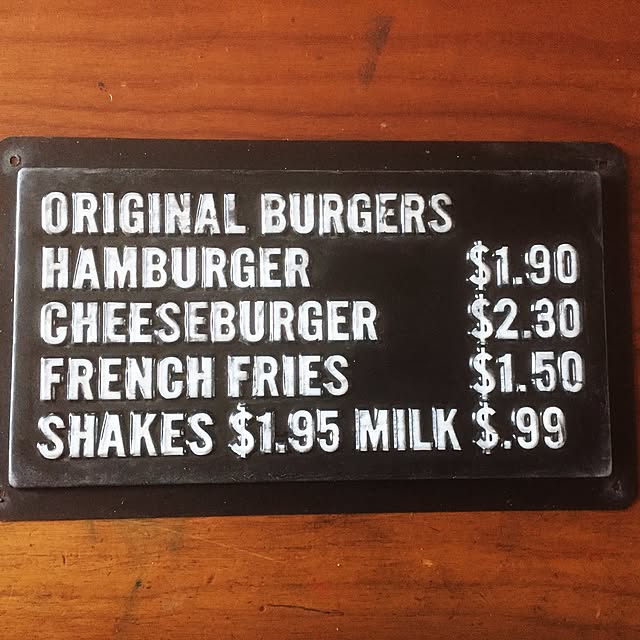 ORIGINAL BURGERS
HAMBURGER $1.90
CHEESEBURGER $2.30
FRENCH FRIES $1.50
SHAKES $1.95 MILK $.99